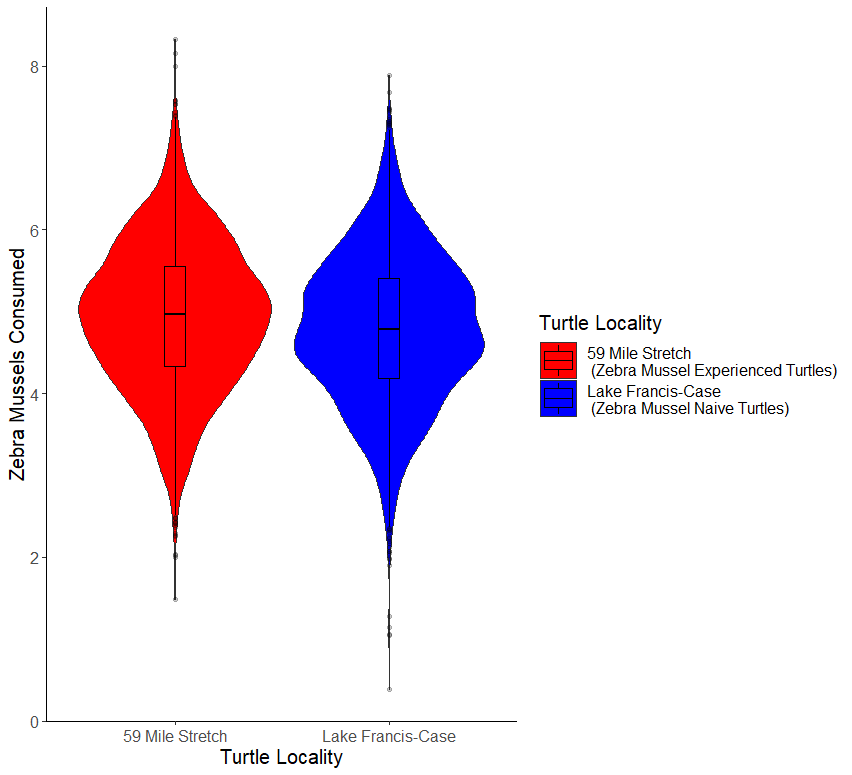 Zebra Mussels Consumed
8
6
4
2
0
59 Mile Stretch
Lake Francis-Case
Turtle Locality
Turtle Locality
59 Mile Stretch
(Zebra Mussel Experienced Turtles)
Lake Francis-Case
(Zebra Mussel Naive Turtles)